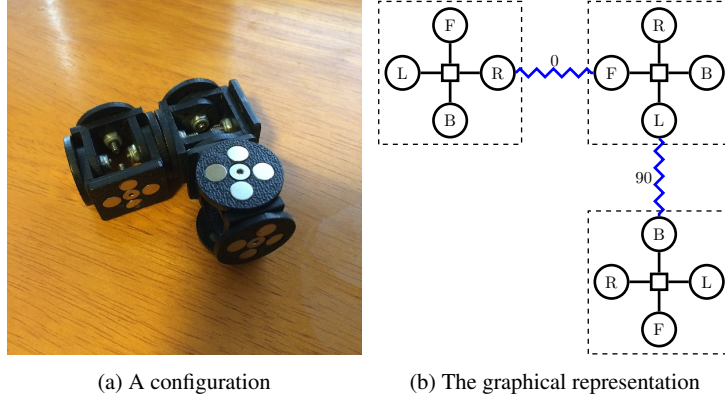 F
R
L
R
0
F
B
B
L
90
B
R
L
F
(a) A configuration
(b) The graphical representation